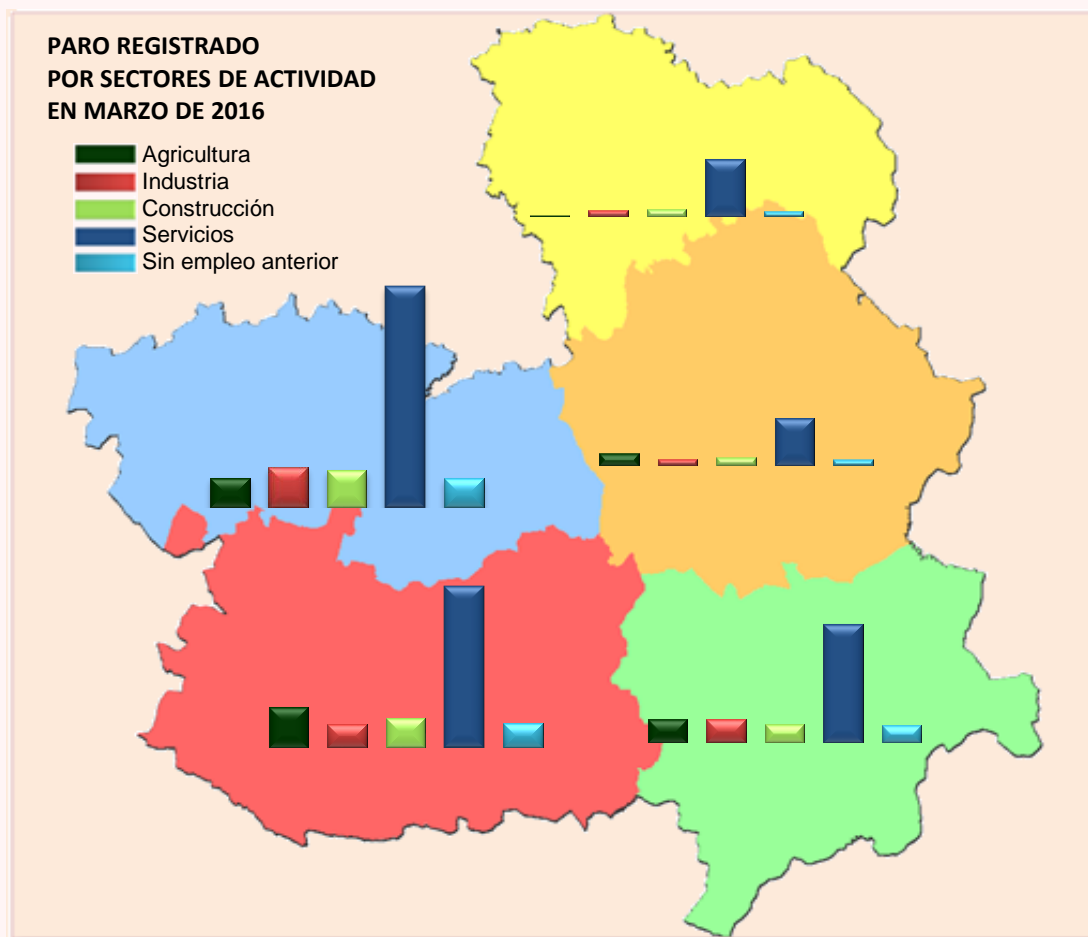 PARO REGISTRADO
POR SECTORES DE ACTIVIDAD
EN MARZO DE 2016
Agricultura
Industria
Construcción
Servicios
Sin empleo anterior